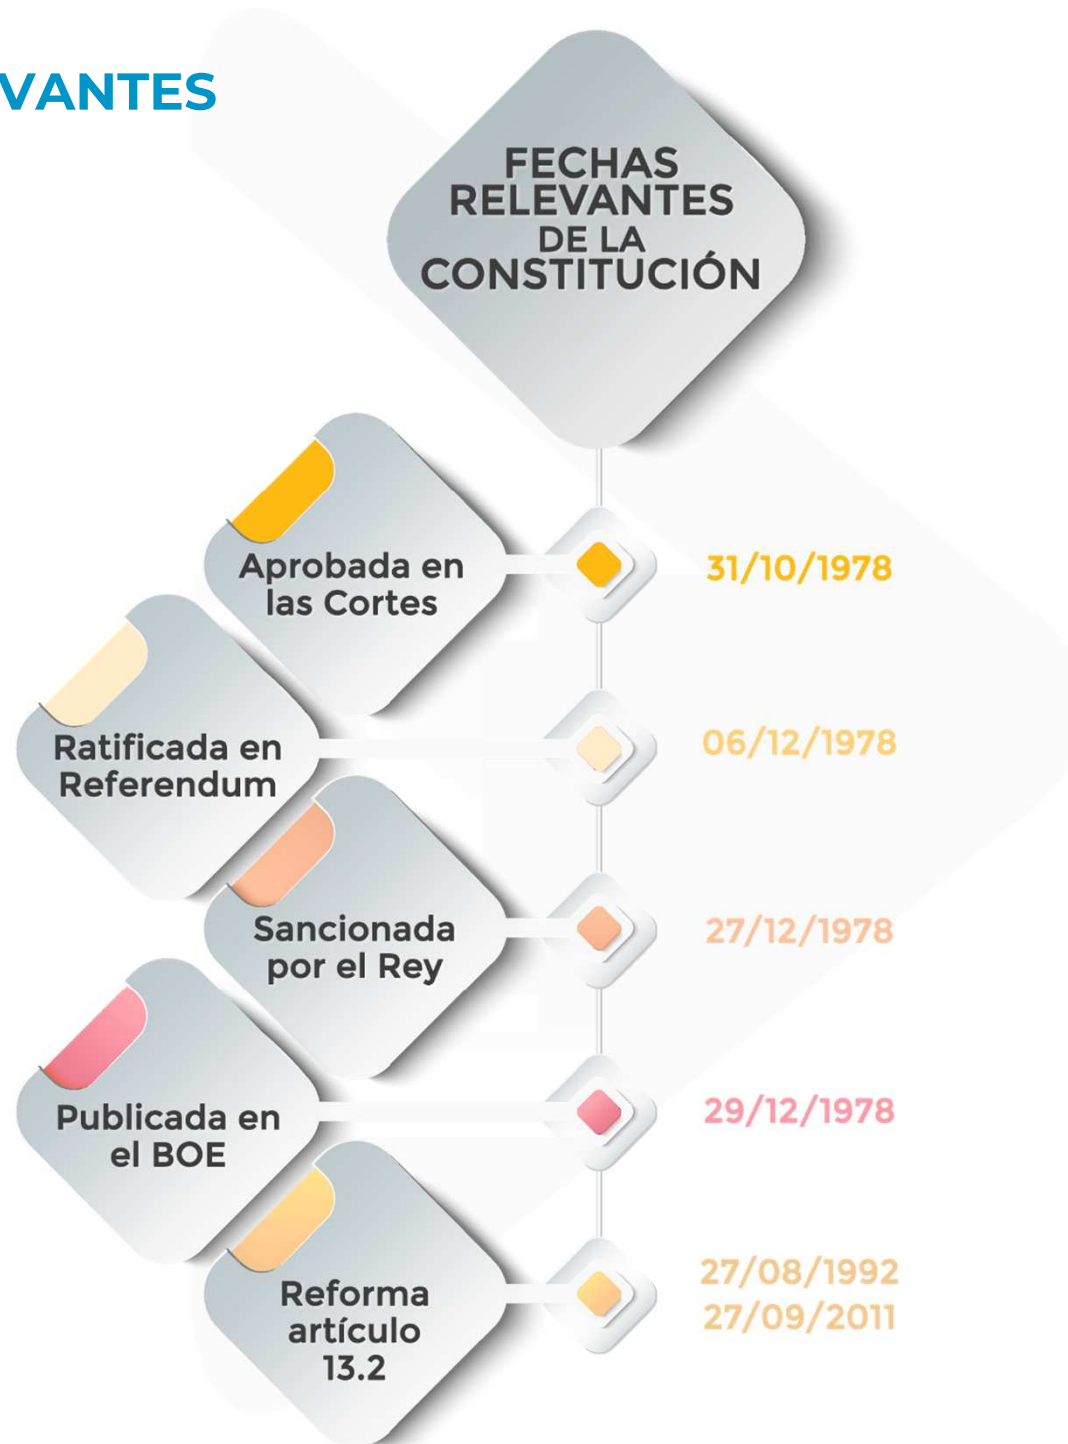 VANTES
FECHAS
RELEVANTES
DE LA
CONSTITUCIÓN
Aprobada en
las Cortes
31/10/1978
Ratificada en
Referendum
06/12/1978
Sancionada
por el Rey
27/12/1978
Publicada en
el BOE
29/12/1978
Reforma
artículo
13.2
27/08/1992
27/09/2011